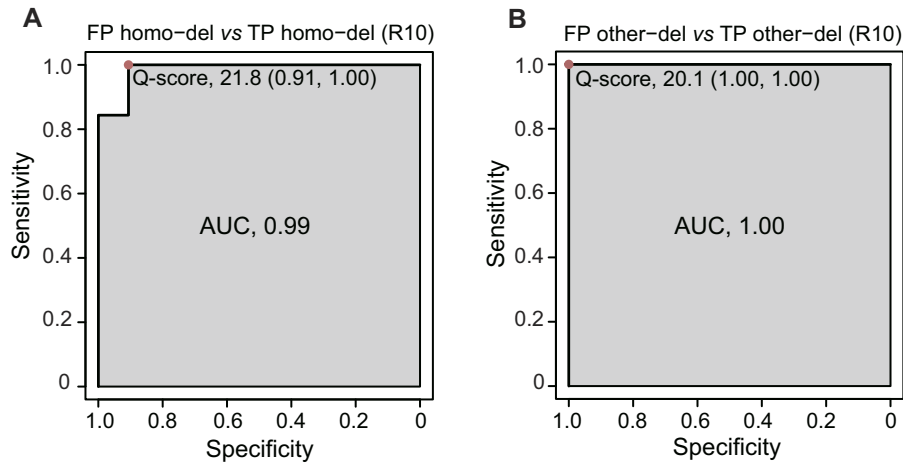 A
FP homo−del vs TP homo−del (R10)
1.0
Q-score, 21.8 (0.91, 1.00)
0.8
0.6
AUC, 0.99
0.4
0.2
0
Sensitivity
1.0 0.8 0.6 0.4 0.2 0
Specificity
B
FP other−del vs TP other−del (R10)
1.0
Q-score, 20.1 (1.00, 1.00)
0.8
0.6
AUC, 1.00
0.4
0.2
0
Sensitivity
1.0 0.8 0.6 0.4 0.2 0
Specificity